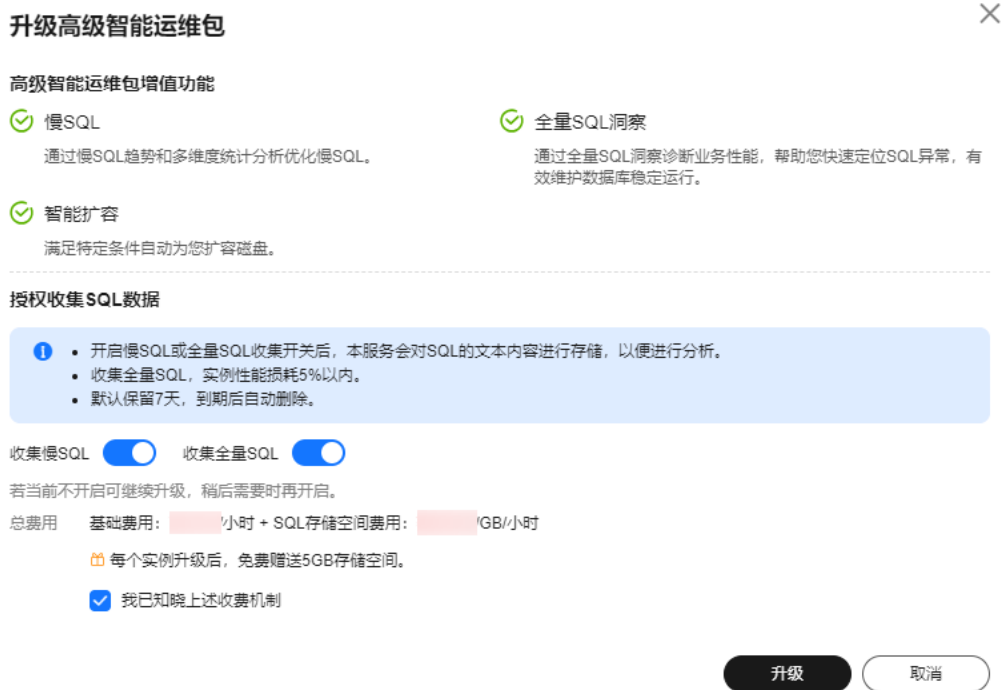 升级高级智能运维包
高级智能运维包增值功能
慢SQL
通过慢SQL趋势和多维度统计分析优化慢SQL。
全量SQL洞察
通过全量SQL洞察诊断业务性能，帮助您快速定位SQL异常，有
效维护数据库稳定运行。
智能扩容
满足特定条件自动为您扩容磁盘。
授权收集SQL数据
开启慢SQL或全量SQL收集开关后，本服务会对SQL的文本内容进行存储，以便进行分析。
收集全量SQL，实例性能损耗5%以内。
默认保留7天，到期后自动删除。
收集慢SQL 收集全量SQL
若当前不开启可继续升级，稍后需要时再开启。
总费用 基础费用： /小时 + SQL存储空间费用： /GB/小时
每个实例升级后，免费赠送5GB存储空间。
我已知晓上述收费机制
升级 取消